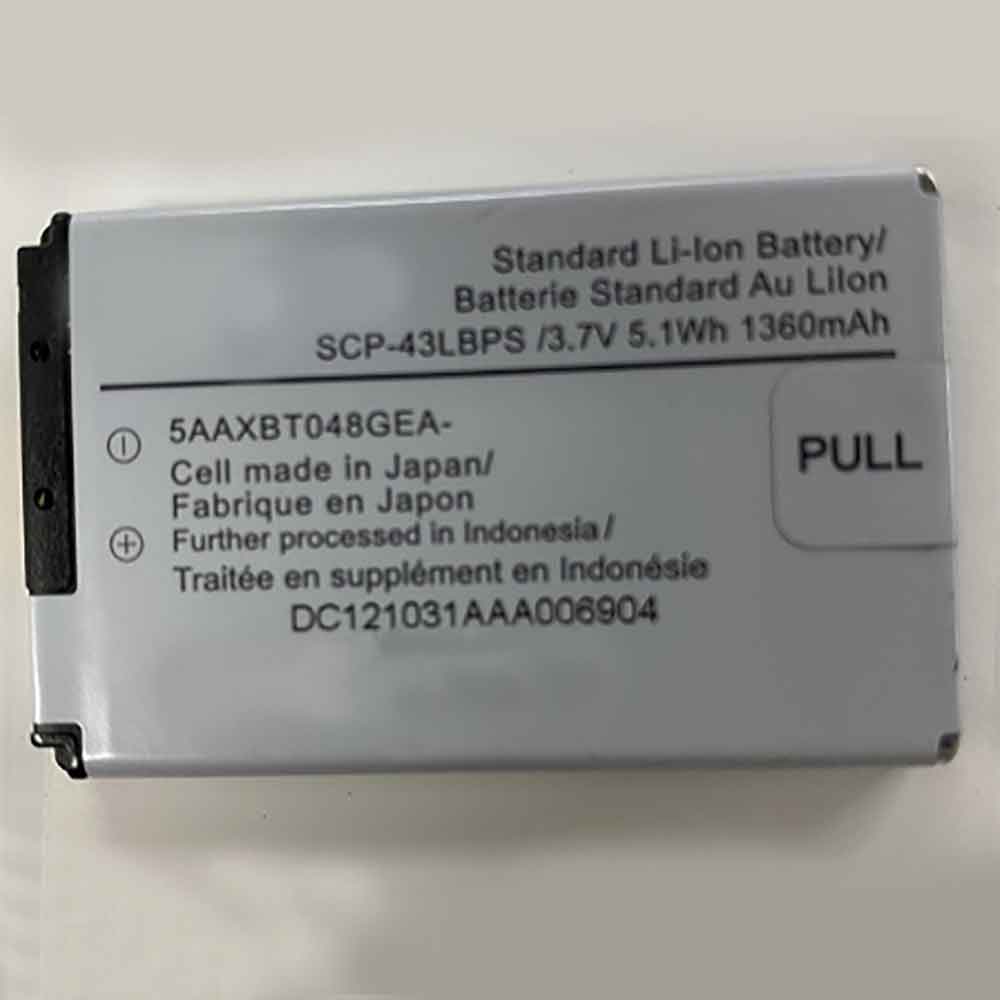 Standard Li-Ion Battery/
Batterie Standard Au LiIon
SCP-43LBPS /3.7V 5.1Wh 1360mAh
5AAXBT048GEA-
Cell made in Japan/
Fabrique en Japon
Further processed in Indonesia/
Traitée en supplément en Indonésie
DC121031AAA006904
PULL